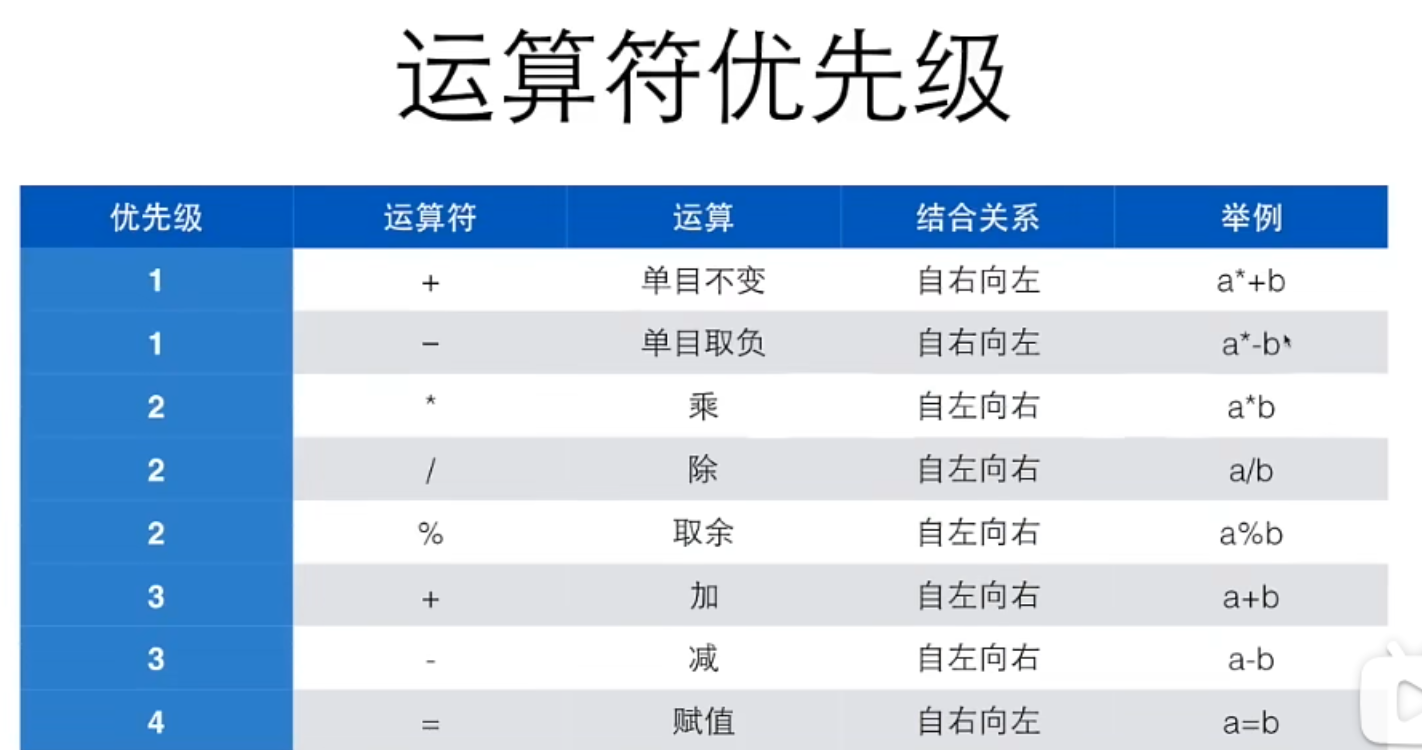 运算符优先级
优先级 运算符 运算 结合关系 举例
1 + 单目不变 自右向左 a*+b
1 − 单目取负 自右向左 a*-b
2 * 乘 自左向右 a*b
2 / 除 自左向右 a/b
2 % 取余 自左向右 a%b
3 + 加 自左向右 a+b
3 - 减 自左向右 a-b
4 = 赋值 自右向左 a=b